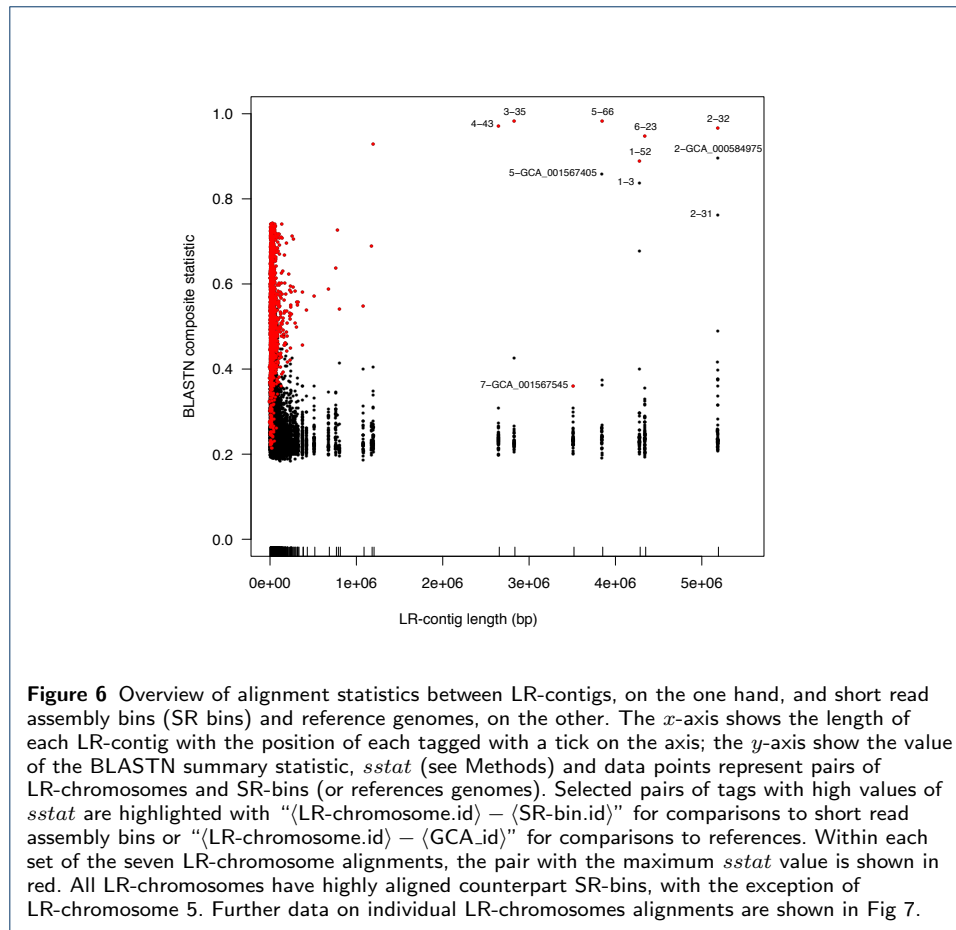 1.0
0.8
0.6
0.4
0.2
0.0
BLASTN composite statistic
4−43
3−35
5−66
6−23
2−32
1−52
2−GCA_000584975
5−GCA_001567405
1−3
2−31
7−GCA_001567545
0e+00 1e+06 2e+06 3e+06 4e+06 5e+06
LR−contig length (bp)
Figure 6 Overview of alignment statistics between LR-contigs, on the one hand, and short read
assembly bins (SR bins) and reference genomes, on the other. The x-axis shows the length of
each LR-contig with the position of each tagged with a tick on the axis; the y-axis show the value
of the BLASTN summary statistic, sstat (see Methods) and data points represent pairs of
LR-chromosomes and SR-bins (or references genomes). Selected pairs of tags with high values of
sstat are highlighted with “⟨LR-chromosome.id⟩ − ⟨SR-bin.id⟩” for comparisons to short read
assembly bins or “⟨LR-chromosome.id⟩ − ⟨GCA_id⟩” for comparisons to references. Within each
set of the seven LR-chromosome alignments, the pair with the maximum sstat value is shown in
red. All LR-chromosomes have highly aligned counterpart SR-bins, with the exception of
LR-chromosome 5. Further data on individual LR-chromosomes alignments are shown in Fig 7.